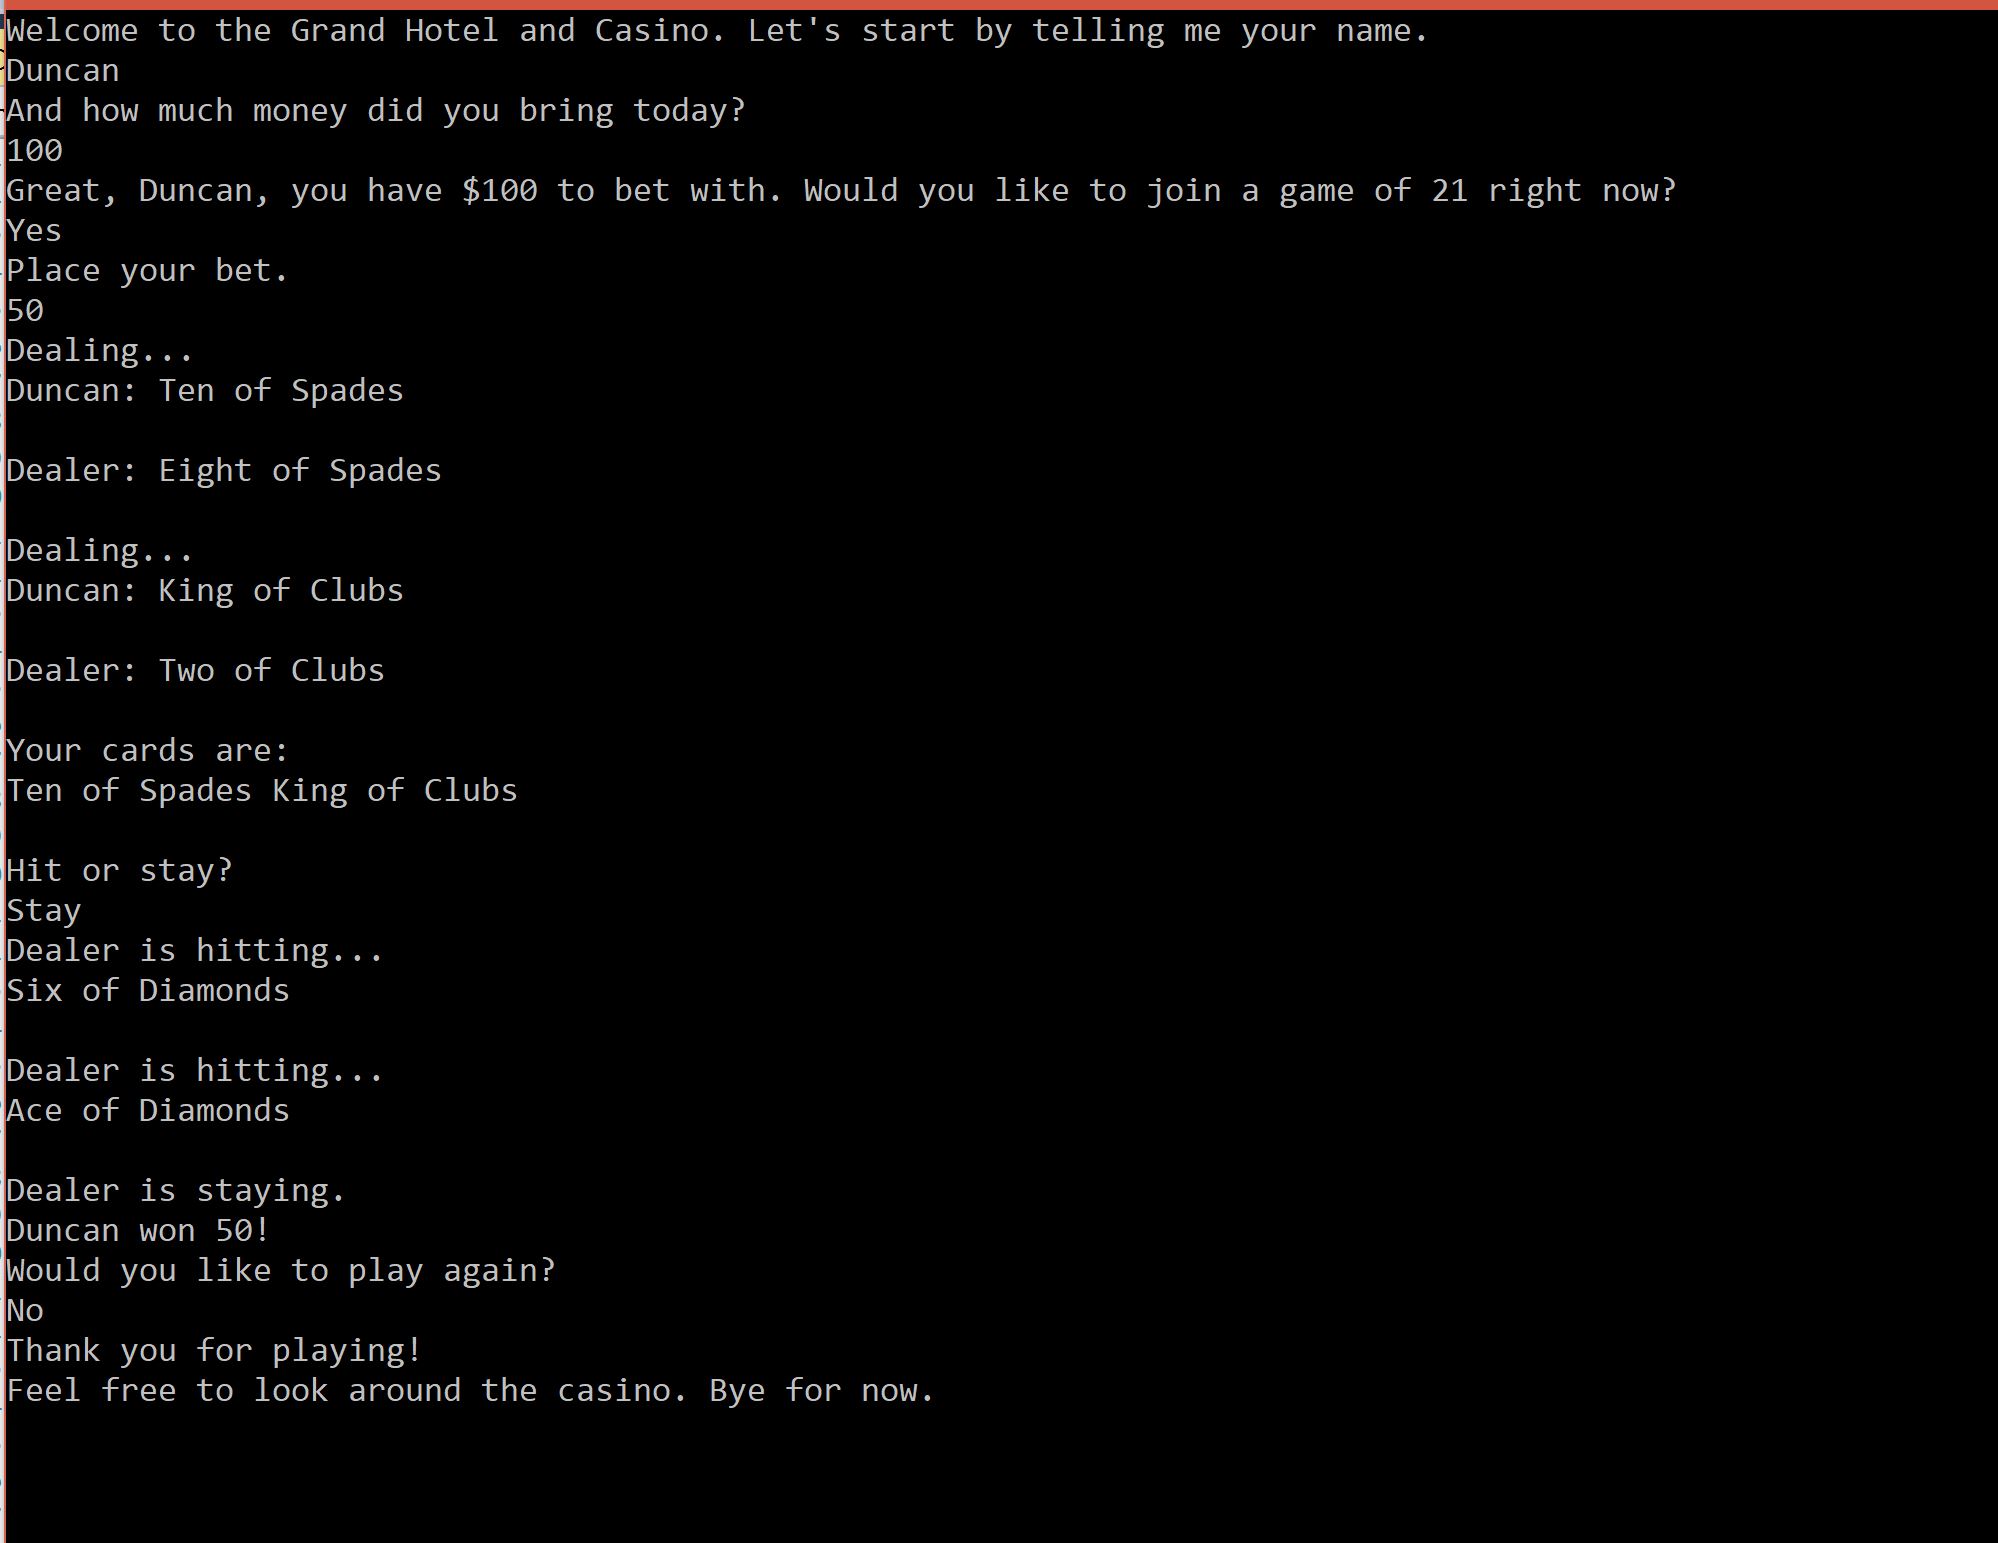 Welcome to the Grand Hotel and Casino. Let's start by telling me your name.
Duncan
And how much money did you bring today?
100
Great, Duncan, you have $100 to bet with. Would you like to join a game of 21 right now?
Yes
Place your bet.
50
Dealing...
Duncan: Ten of Spades
Dealer: Eight of Spades
Dealing...
Duncan: King of Clubs
Dealer: Two of Clubs
Your cards are:
Ten of Spades King of Clubs
Hit or stay?
Stay
Dealer is hitting...
Six of Diamonds
Dealer is hitting...
Ace of Diamonds
Dealer is staying.
Duncan won 50!
Would you like to play again?
No
Thank you for playing!
Feel free to look around the casino. Bye for now.